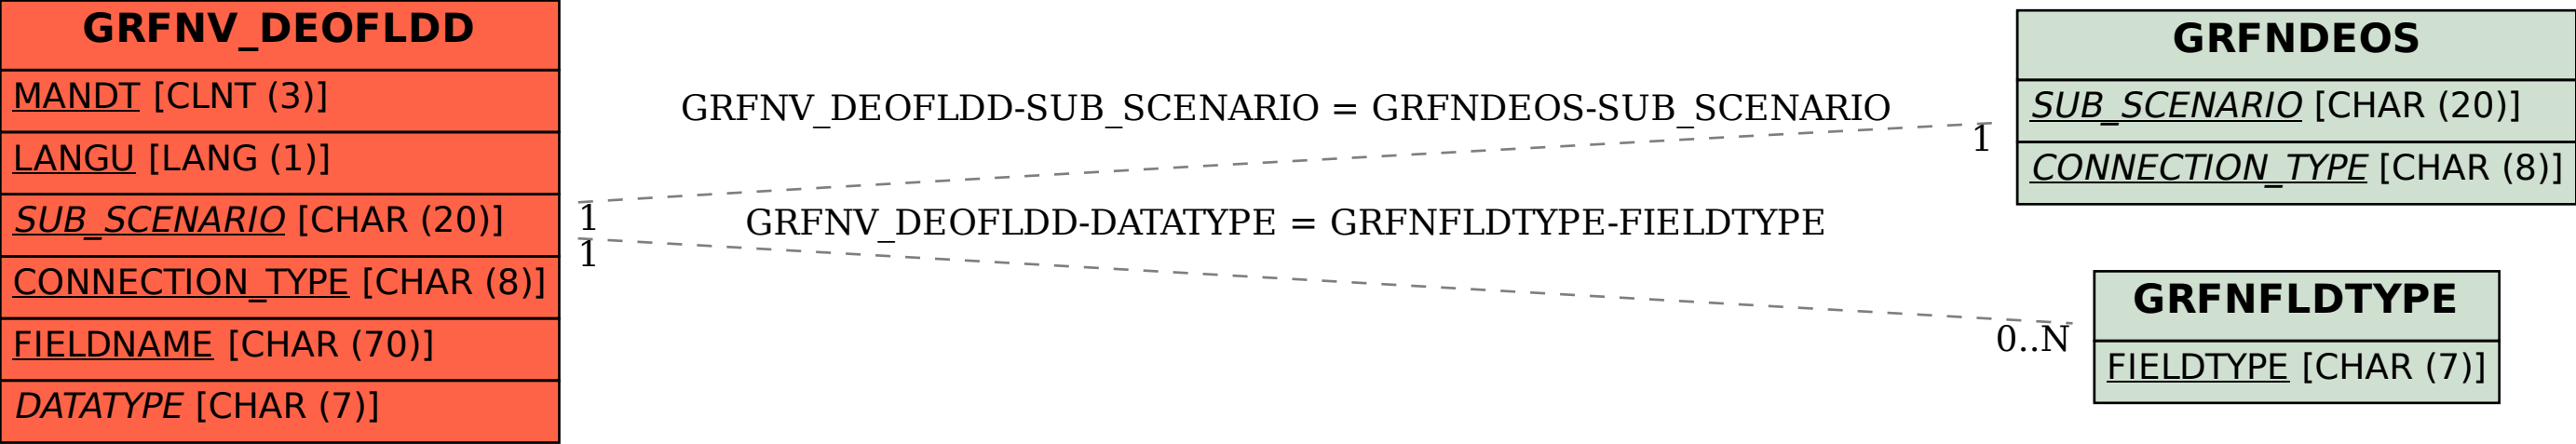 GRFNV_DEOFLDD
MANDT [CLNT (3)]
LANGU [LANG (1)]
SUB_SCENARIO [CHAR (20)]
CONNECTION_TYPE [CHAR (8)]
FIELDNAME [CHAR (70)]
DATATYPE [CHAR (7)]
GRFNV_DEOFLDD-SUB_SCENARIO = GRFNDEOS-SUB_SCENARIO
1
1
GRFNV_DEOFLDD-DATATYPE = GRFNFLDTYPE-FIELDTYPE
1
0..N
GRFNDEOS
SUB_SCENARIO [CHAR (20)]
CONNECTION_TYPE [CHAR (8)]
GRFNFLDTYPE
FIELDTYPE [CHAR (7)]